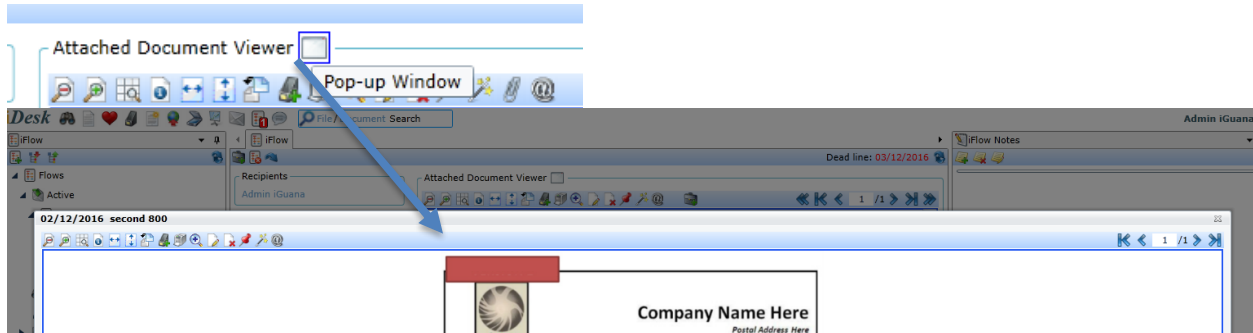 Attached Document Viewer
Pop-up Window
Desk
File/Document Search
Admin iGuana
iFlow
iFlow
iFlow Notes
Dead line: 03/12/2016
Flows
Recipients
Attached Document Viewer
Active
Admin iGuana
1 /1
02/12/2016 second 800
1 /1
Company Name Here
Postal Address Here